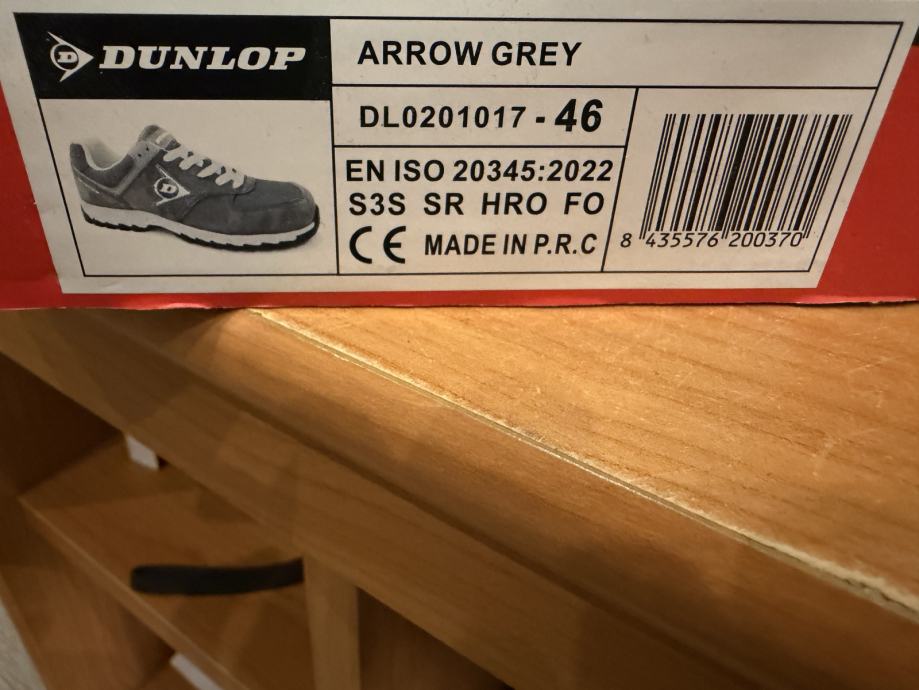 DUNLOP
ARROW GREY
DL0201017 - 46
EN ISO 20345:2022
S3S SR HRO FO
CE MADE IN P.R.C
8 435576 200370